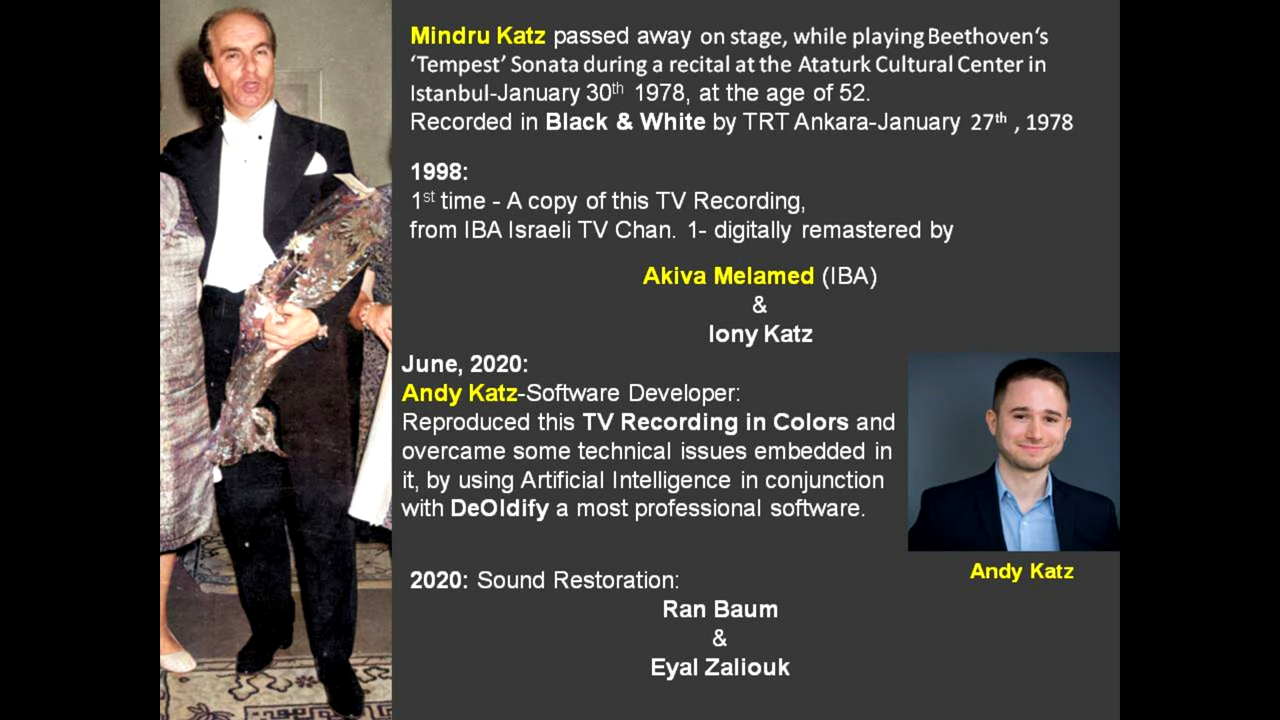 Mindru Katz passed away on stage, while playing Beethoven‘s
‘Tempest’ Sonata during a recital at the Ataturk Cultural Center in
Istanbul-January 30th 1978, at the age of 52.
Recorded in Black & White by TRT Ankara-January 27th , 1978
1998:
1st time - A copy of this TV Recording,
from IBA Israeli TV Chan. 1- digitally remastered by
Akiva Melamed (IBA)
&
Iony Katz
June, 2020:
Andy Katz-Software Developer:
Reproduced this TV Recording in Colors and
overcame some technical issues embedded in
it, by using Artificial Intelligence in conjunction
with DeOldify a most professional software.
Andy Katz
2020: Sound Restoration:
Ran Baum
&
Eyal Zaliouk